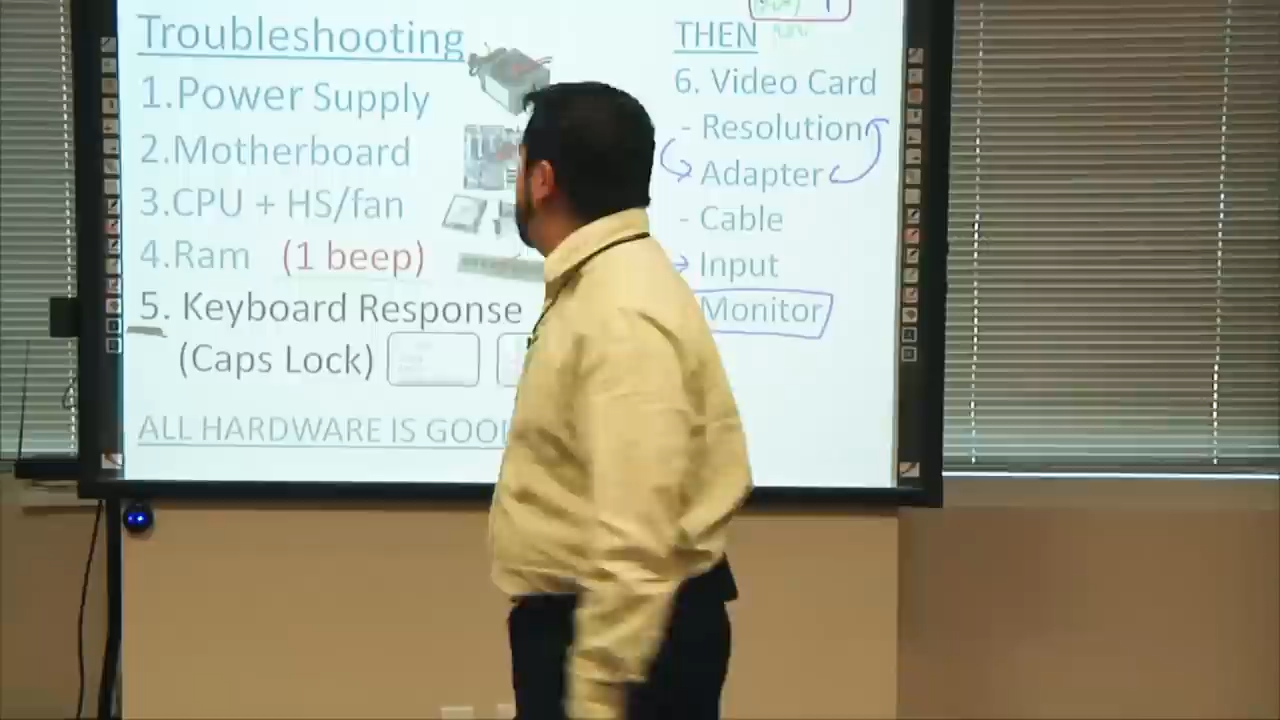 Troubleshooting
1.Power Supply
2.Motherboard
3.CPU + HS/fan
4.Ram (1 beep)
5. Keyboard Response
(Caps Lock)
ALL HARDWARE IS GOO
THEN
6. Video Card
- Resolution
Adapter
- Cable
Input
Monitor